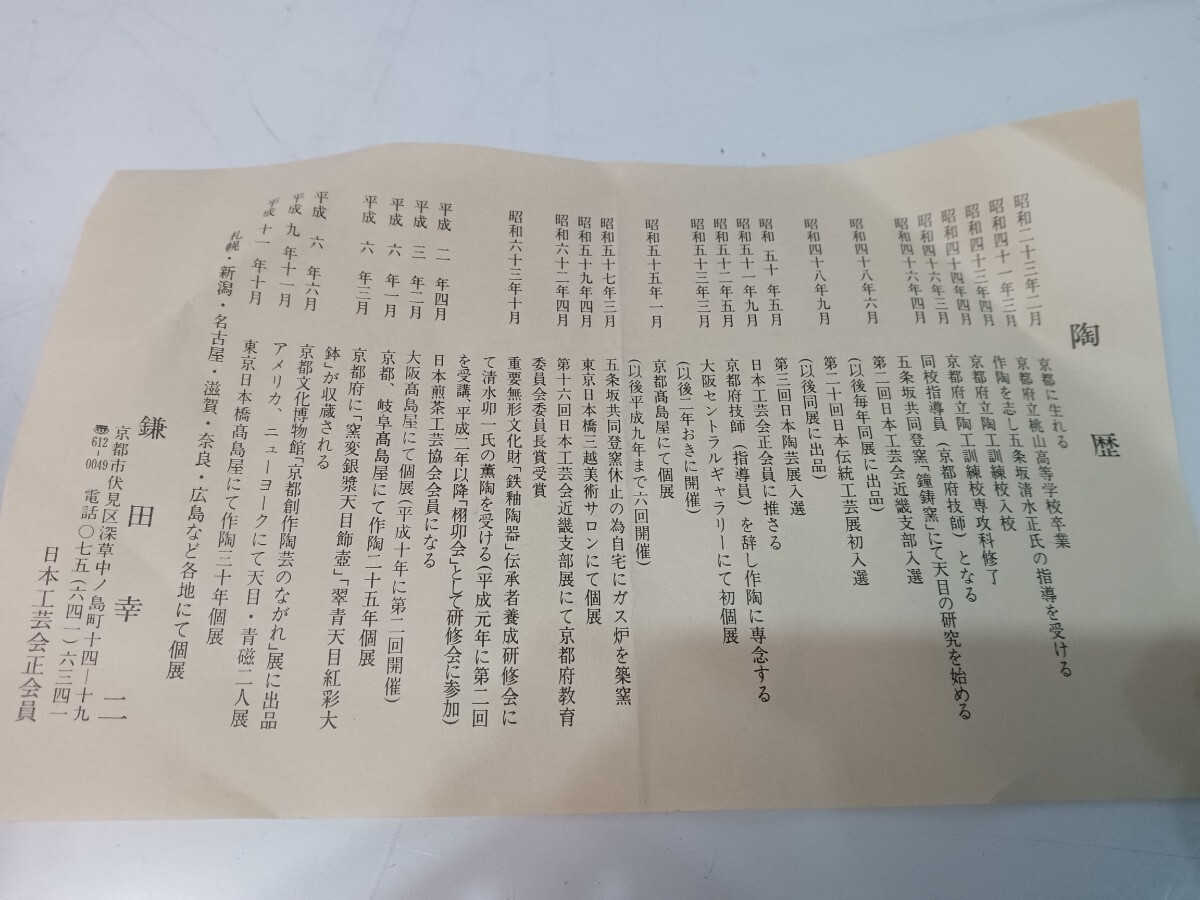 陶歴
昭和二十三年二月 京都に生れる
昭和四十一年三月 京都府立桃山高等学校卒業
作陶を志し五条坂清水正氏の指導を受ける
昭和四十三年四月 京都府立陶工訓練校入校
昭和四十四年四月 京都府立陶工訓練校専攻科修了
同校指導員（京都府技師）となる
昭和四十六年三月 五条坂共同登窯「鐘鋳窯」にて天目の研究を始める
昭和四十六年四月 第二回日本工芸会近畿支部入選
（以後毎年同展に出品）
昭和四十八年六月 第二十回日本伝統工芸展初入選
（以後同展に出品）
昭和四十八年九月 第三回日本陶芸展入選
昭和五十年五月 日本工芸会正会員に推さる
昭和五十一年九月 京都府技師（指導員）を辞し作陶に専念する
昭和五十二年五月 大阪セントラルギャラリーにて初個展
（以後二年おきに開催）
昭和五十三年三月 京都髙島屋にて個展
（以後平成九年まで六回開催）
昭和五十五年一月 五条坂共同登窯休止の為自宅にガス炉を築窯
昭和五十七年三月 東京日本橋三越美術サロンにて個展
昭和五十九年四月 第十六回日本工芸会近畿支部展にて京都府教育
委員会委員長賞受賞
昭和六十二年四月 重要無形文化財「鉄釉陶器」伝承者養成研修会に
て清水卯一氏の薫陶を受ける（平成元年に第二回
を受講、平成二年以降「栩卯会」として研修会に参加）
昭和六十三年十月 日本煎茶工芸協会会員になる
平成二年四月 大阪髙島屋にて個展（平成十年に第二回開催）
平成三年二月 京都、岐阜髙島屋にて作陶二十五年個展
平成六年一月 京都府に「窯変銀漿天目飾壺」「翠青天目紅彩大
鉢」が収蔵される
平成六年三月 京都文化博物館「京都創作陶芸のながれ」展に出品
平成六年六月 アメリカ、ニューヨークにて天目・青磁二人展
平成九年十一月 東京日本橋髙島屋にて作陶三十年個展
平成十一年十月 札幌・新潟・名古屋・滋賀・奈良・広島など各地にて個展
鎌田幸二
京都市伏見区深草中ノ島町十四―十九
〒612-0049 電話〇七五（六四一）六三四一
日本工芸会正会員